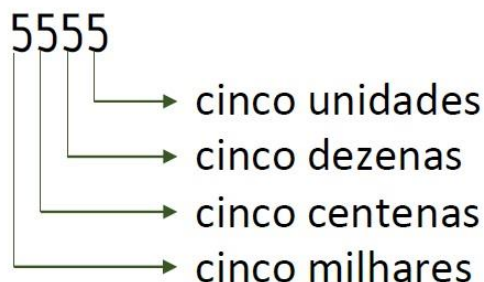 5555
cinco unidades
cinco dezenas
cinco centenas
cinco milhares